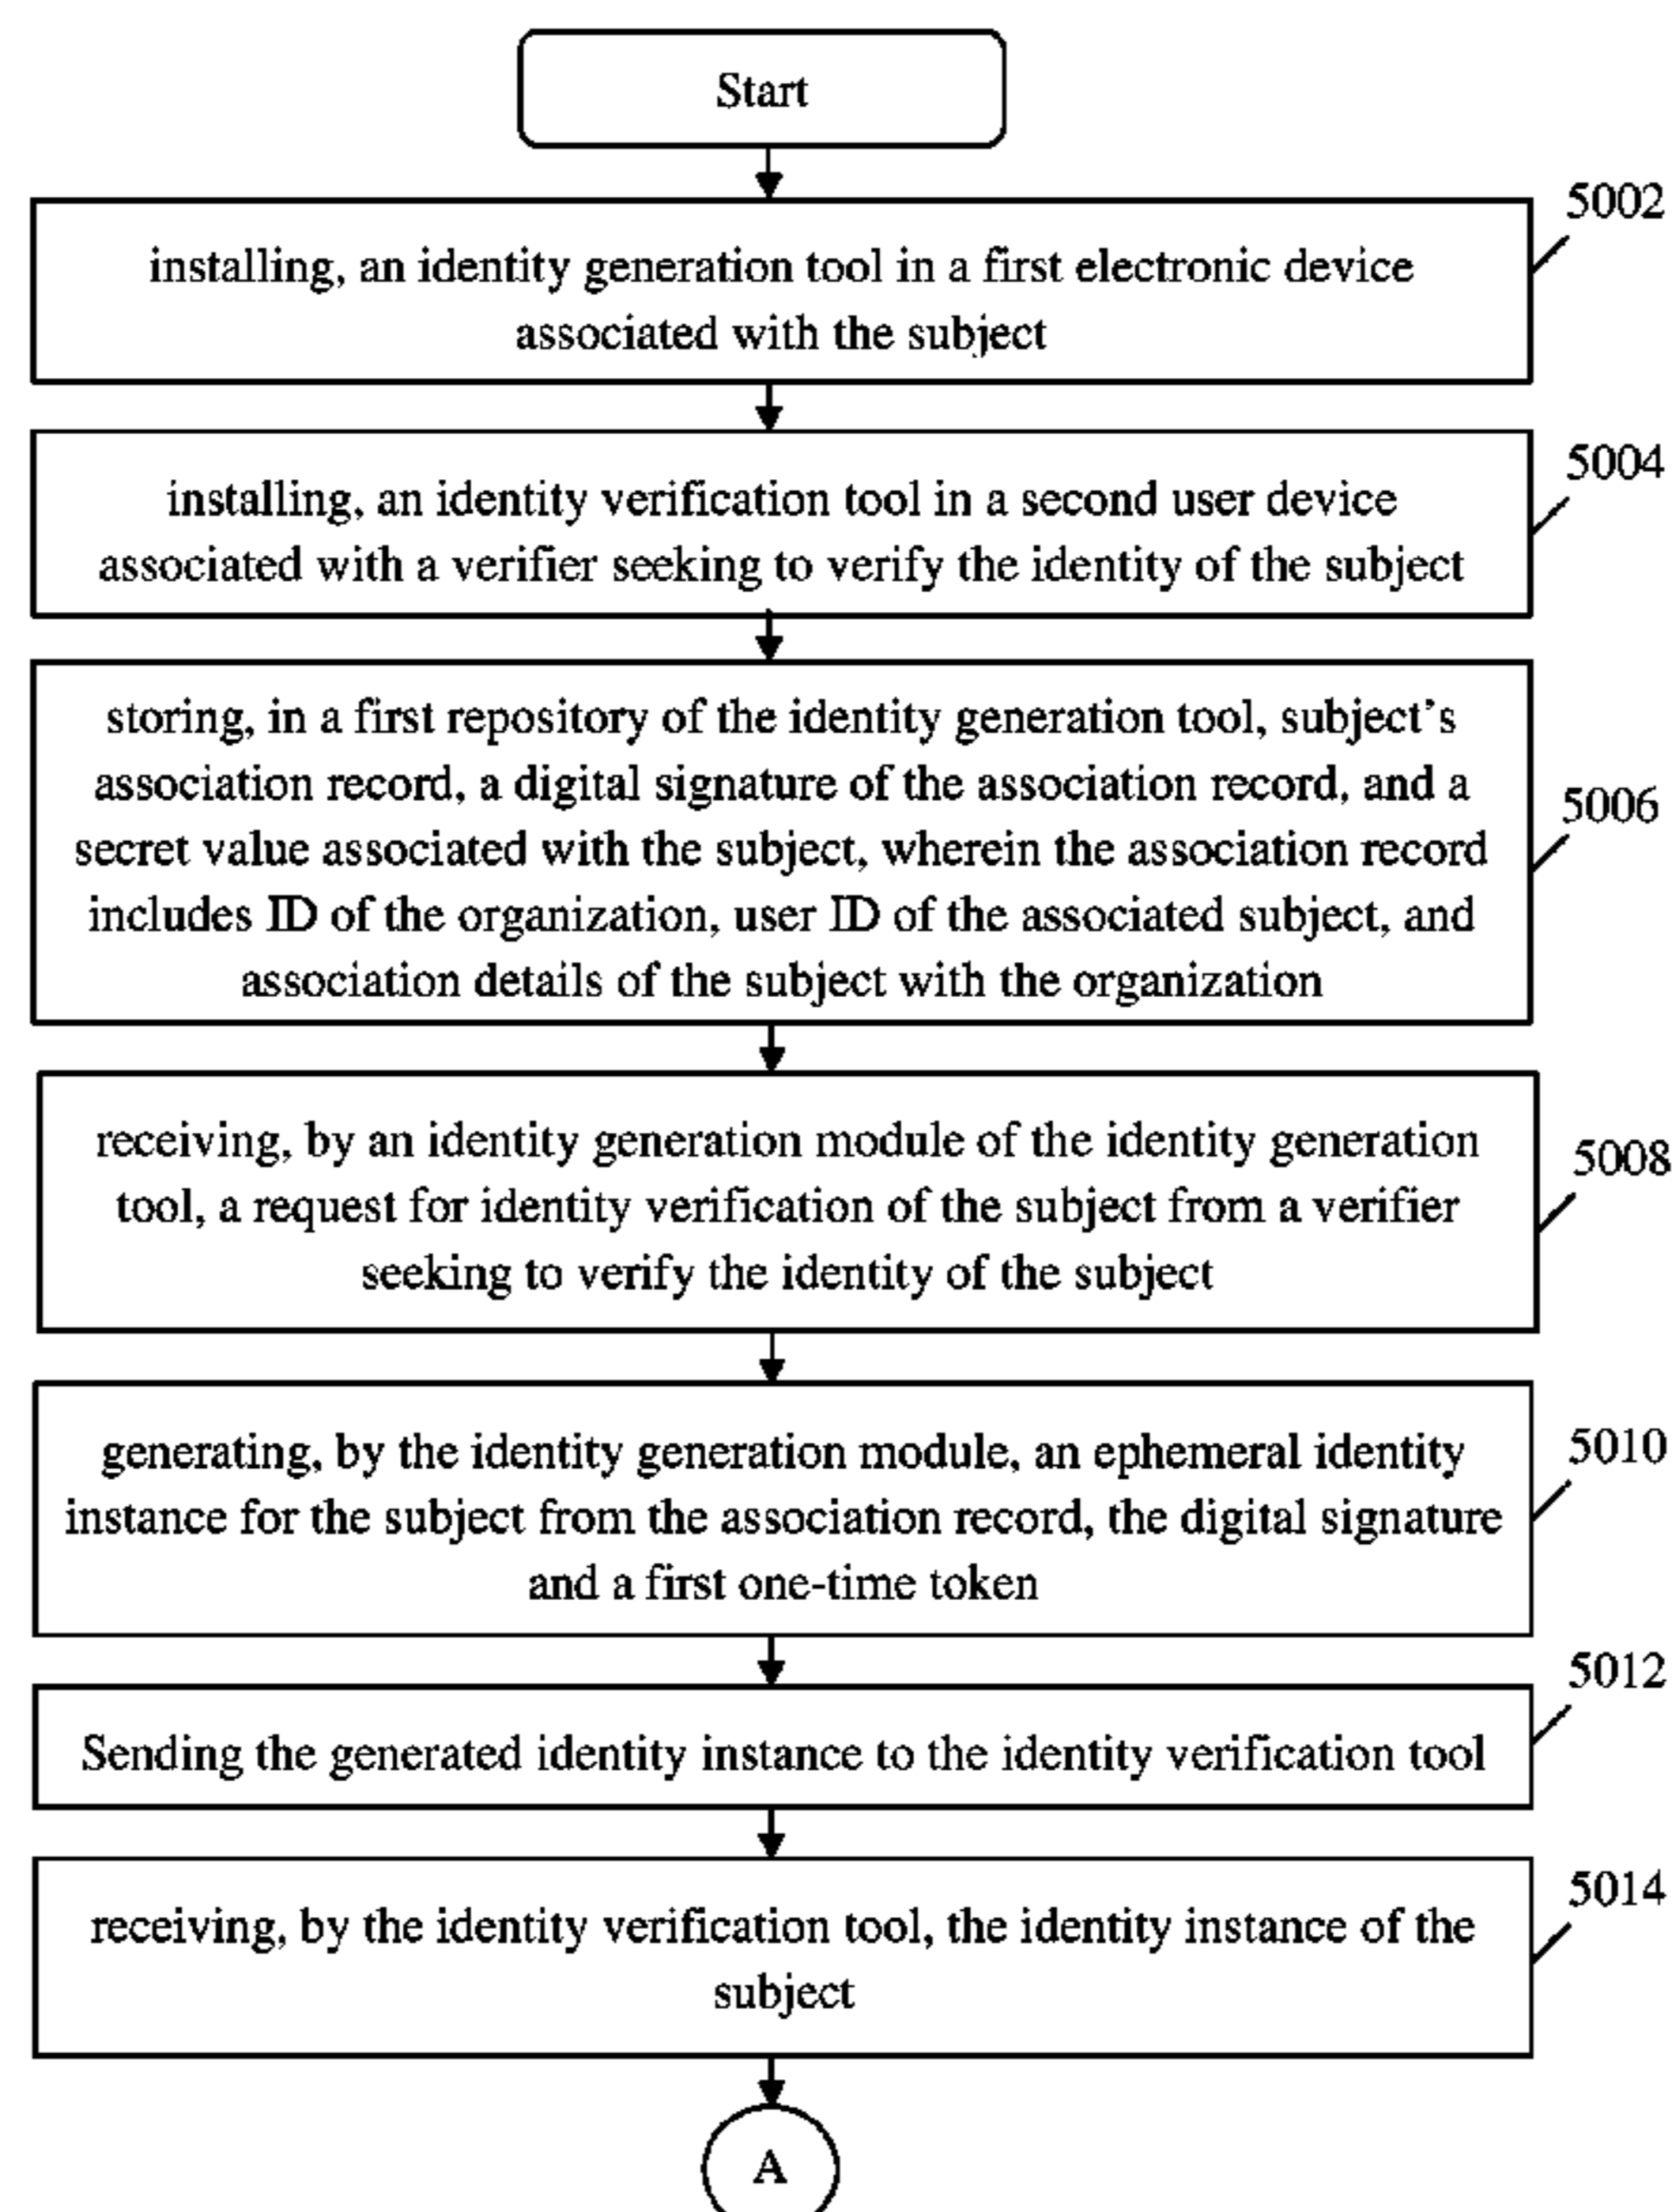 Start
5002
installing, an identity generation tool in a first electronic device
associated with the subject
5004
installing, an identity verification tool in a second user device
associated with a verifier seeking to verify the identity of the subject
storing, in a first repository of the identity generation tool, subject's
association record, a digital signature of the association record, and a
5006
secret value associated with the subject, wherein the association record
includes ID of the organization, user ID of the associated subject, and
association details of the subject with the organization
receiving, by an identity generation module of the identity generation
5008
tool, a request for identity verification of the subject from a verifier
seeking to verify the identity of the subject
5010
generating, by the identity generation module, an ephemeral identity
instance for the subject from the association record, the digital signature
and a first one-time token
5012
Sending the generated identity instance to the identity verification tool
5014
receiving, by the identity verification tool, the identity instance of the
subject
A